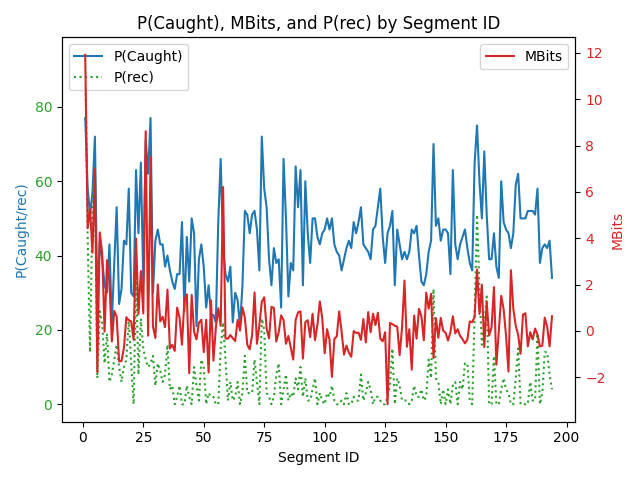 P(Caught), MBits, and P(rec) by Segment ID
P(Caught)
P(rec)
MBits
P(Caught/rec)
80
60
40
20
0
12
10
8
6
4
2
0
−2
MBits
0 25 50 75 100 125 150 175 200
Segment ID